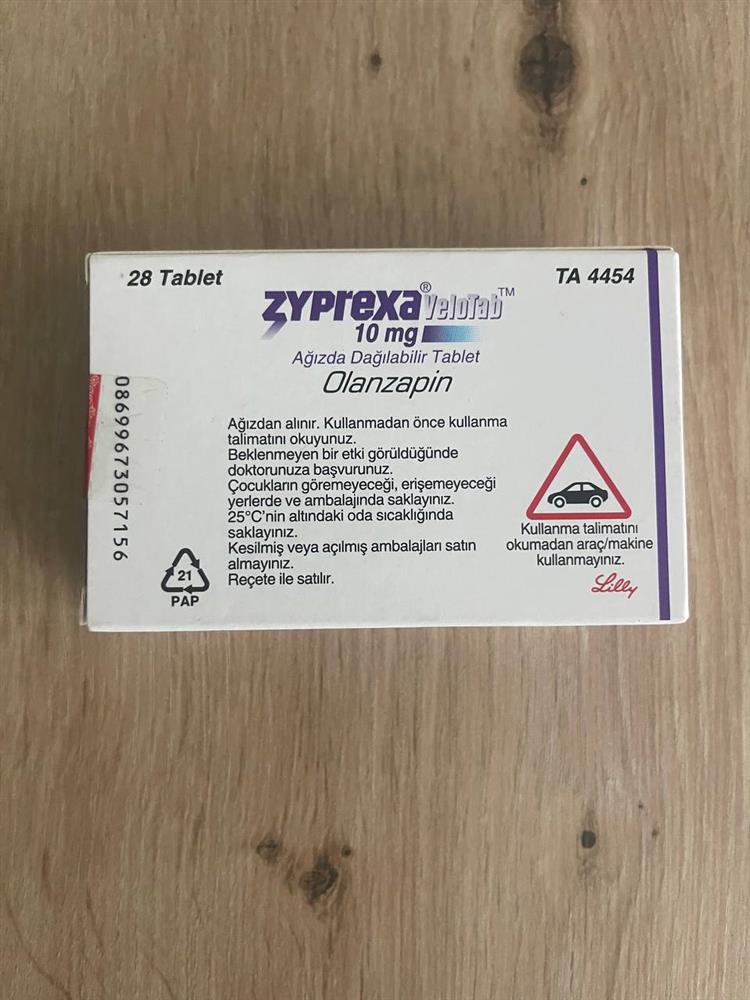 28 Tablet
TA 4454
zyprexa® VeloTab™
10 mg
Ağızda Dağılabilir Tablet
Olanzapin
Ağızdan alınır. Kullanmadan önce kullanma
talimatını okuyunuz.
Beklenmeyen bir etki görüldüğünde
doktorunuza başvurunuz.
Çocukların göremeyeceği, erişemeyeceği
yerlerde ve ambalajında saklayınız.
25°C'nin altındaki oda sıcaklığında
saklayınız.
Kesilmiş veya açılmış ambalajları satın
almayınız.
Reçete ile satılır.
08699673057156
21
PAP
Kullanma talimatını
okumadan araç/makine
kullanmayınız.
Lilly